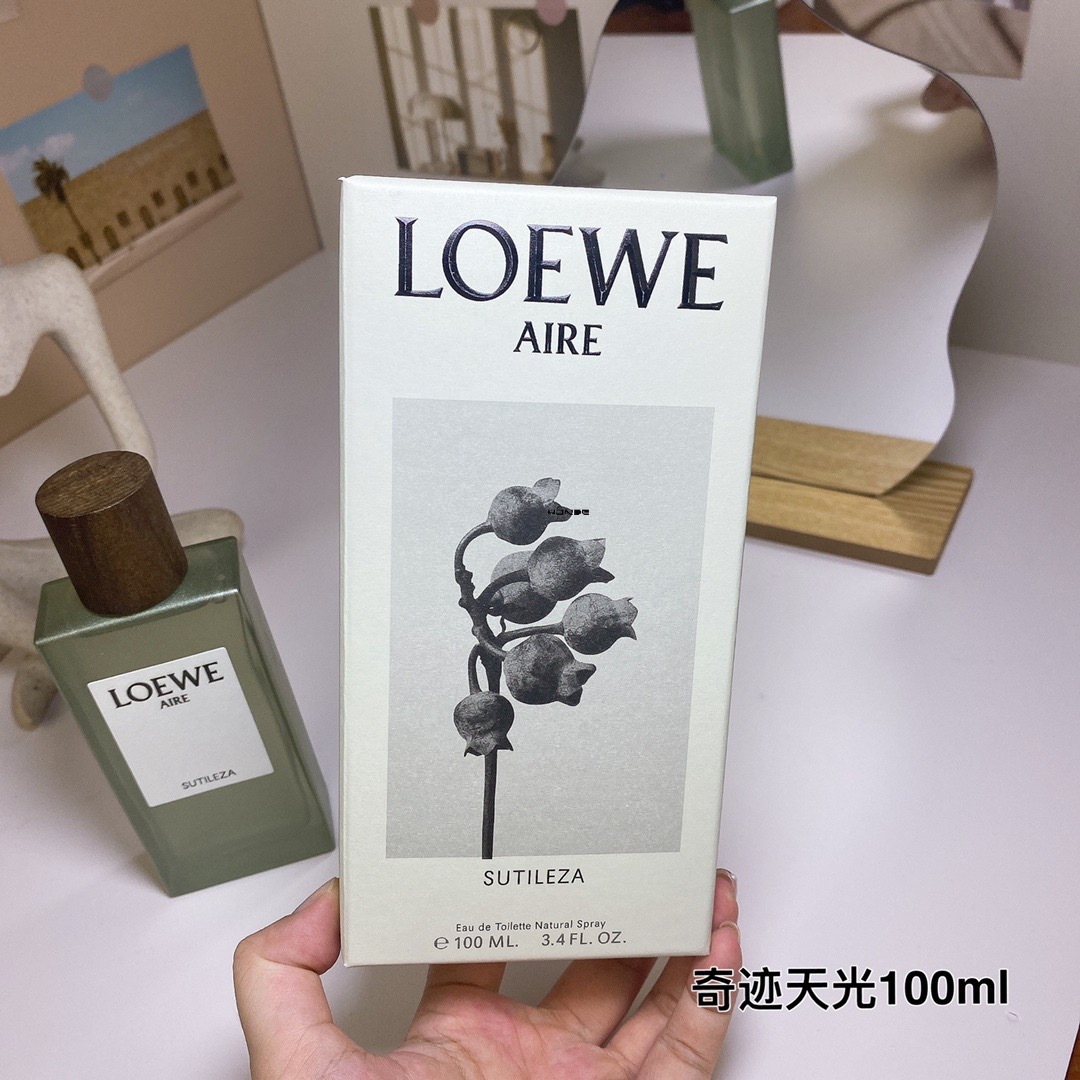 LOEWE
AIRE
WONDE
SUTILEZA
Eau de Toilette Natural Spray
℮ 100 ML. 3.4 FL. OZ.
LOEWE
AIRE
SUTILEZA
奇迹天光100ml